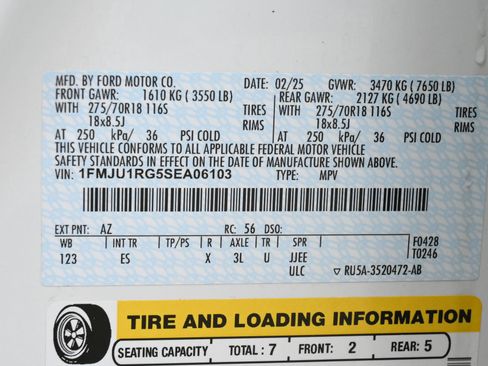 MFD. BY FORD MOTOR CO. DATE: 02/25 GVWR: 3470 KG ( 7650 LB)
FRONT GAWR: 1610 KG ( 3550 LB) REAR GAWR: 2127 KG ( 4690 LB)
WITH 275/70R18 116S TIRES WITH 275/70R18 116S TIRES
18x8.5J RIMS 18x8.5J RIMS
AT 250 kPa/ 36 PSI COLD AT 250 kPa/ 36 PSI COLD
THIS VEHICLE CONFORMS TO ALL APPLICABLE FEDERAL MOTOR VEHICLE
SAFETY STANDARDS IN EFFECT ON THE DATE OF MANUFACTURE SHOWN ABOVE.
VIN: 1FMJU1RG5SEA06103 TYPE: MPV
EXT PNT: AZ RC: 56 DSO:
WB INT TR TP/PS R AXLE TR SPR F0428
123 ES X 3L U JJEE T0246
ULC ▽ RU5A-3520472-AB
TIRE AND LOADING INFORMATION
SEATING CAPACITY TOTAL : 7 FRONT: 2 REAR: 5